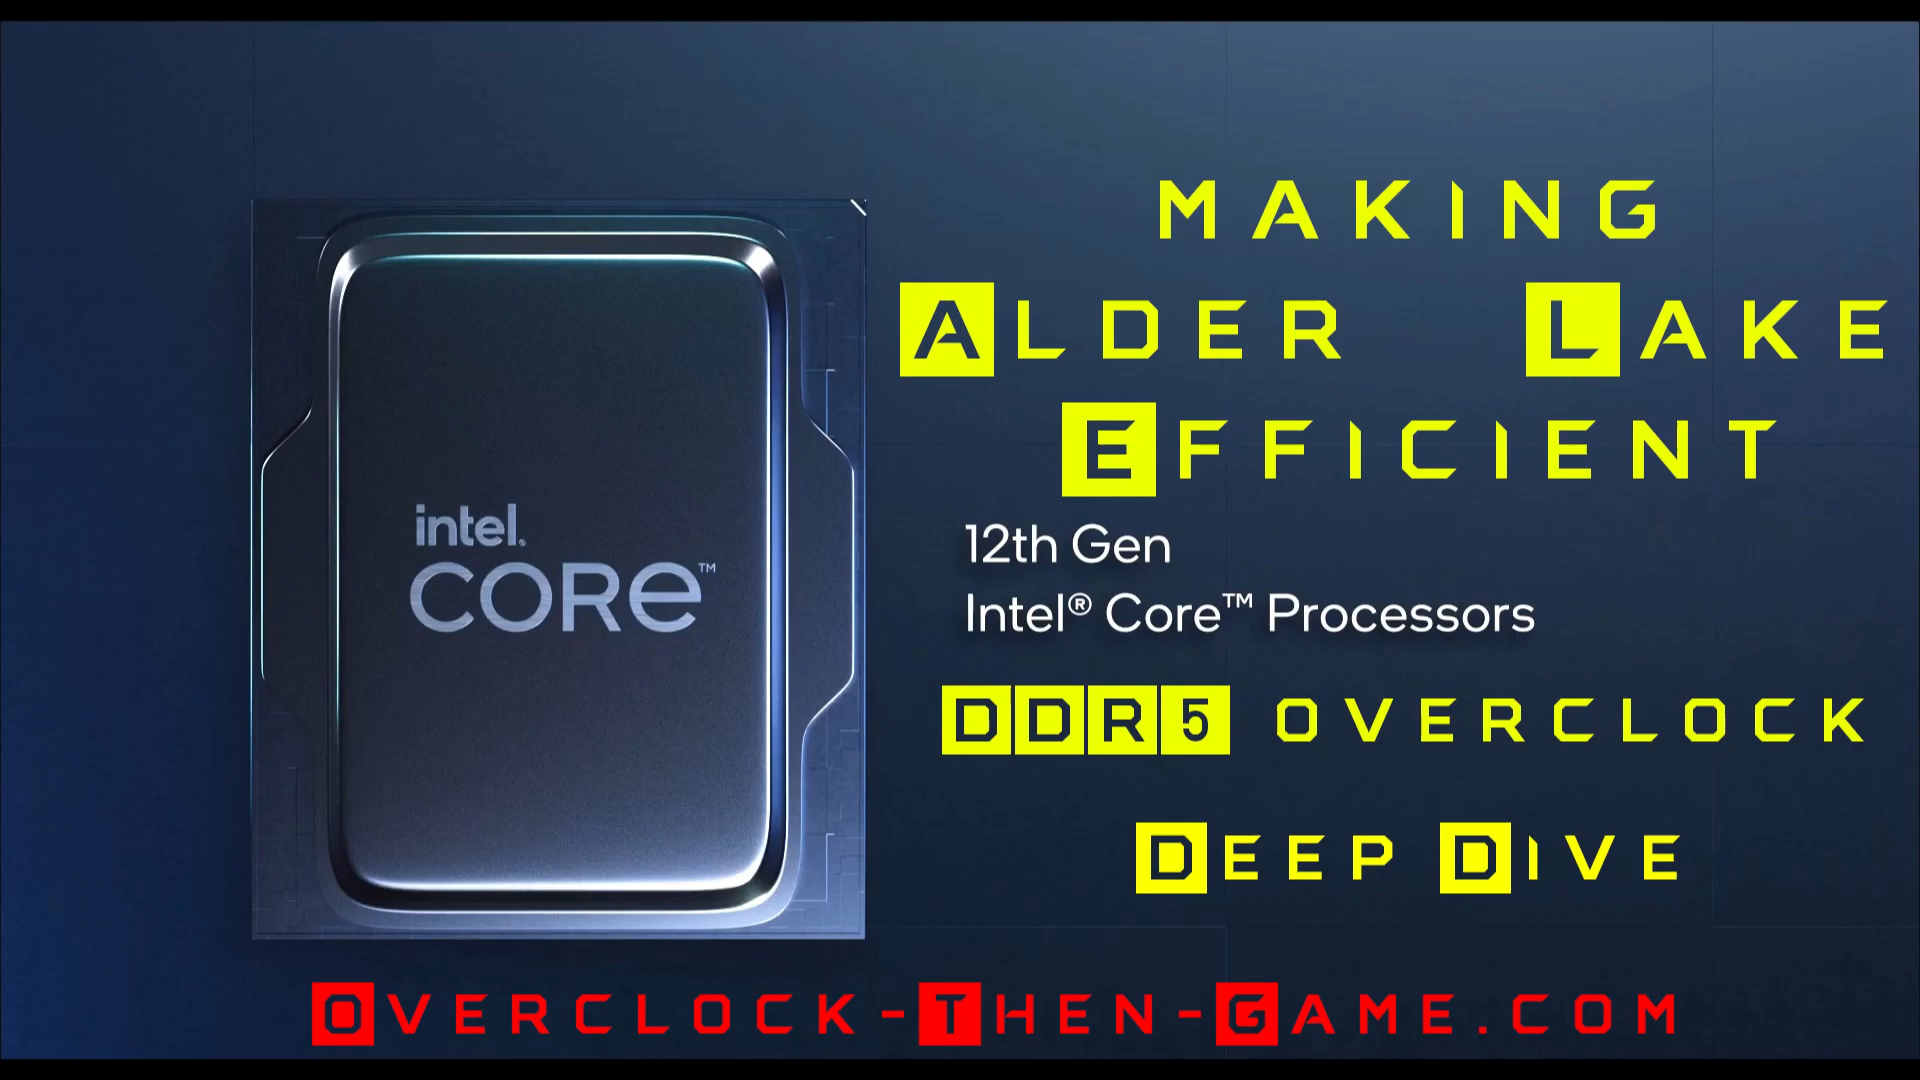 MAKING
ALDER LAKE
EFFICIENT
intel.
CORE™
12th Gen
Intel® Core™ Processors
DDR5 OVERCLOCK
DEEP DIVE
OVERCLOCK-THEN-GAME.COM